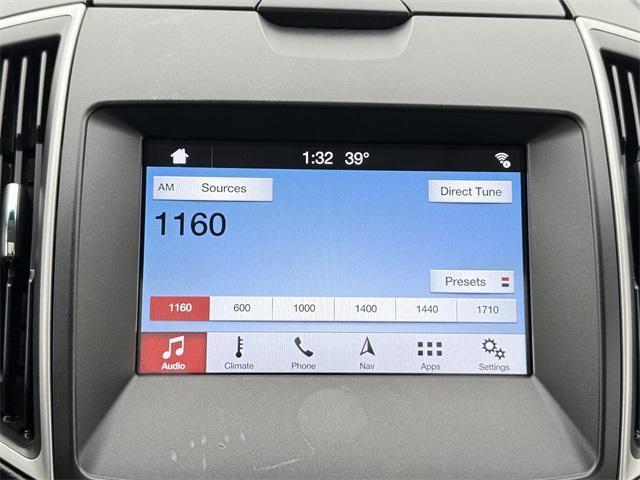 1:32 39°
AM Sources
Direct Tune
1160
Presets
1160 600 1000 1400 1440 1710
Audio Climate Phone Nav Apps Settings